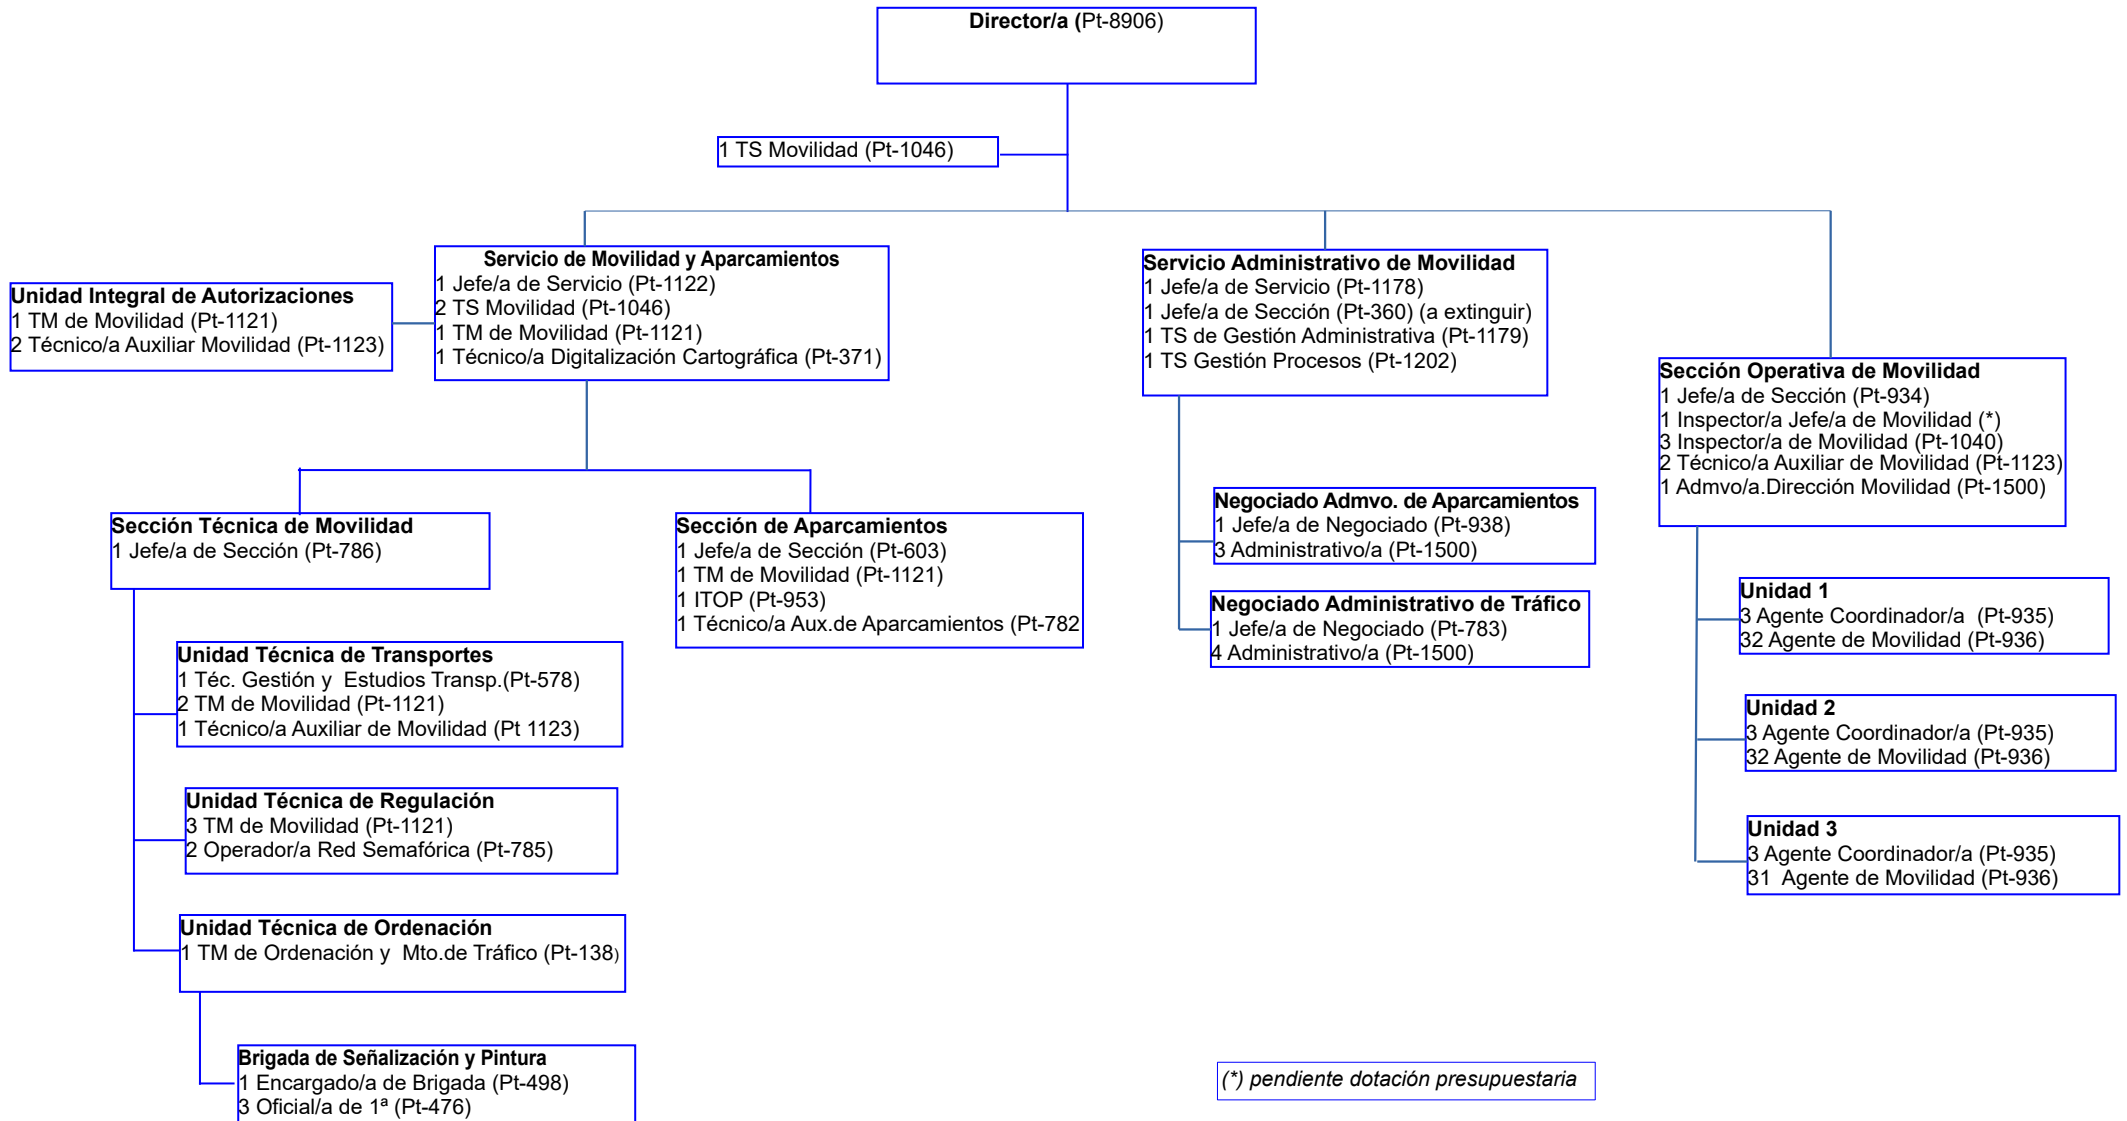 Director/a (Pt-8906)
1 TS Movilidad (Pt-1046)
Unidad Integral de Autorizaciones
1 TM de Movilidad (Pt-1121)
2 Técnico/a Auxiliar Movilidad (Pt-1123)
Servicio de Movilidad y Aparcamientos
1 Jefe/a de Servicio (Pt-1122)
2 TS Movilidad (Pt-1046)
1 TM de Movilidad (Pt-1121)
1 Técnico/a Digitalización Cartográfica (Pt-371)
Servicio Administrativo de Movilidad
1 Jefe/a de Servicio (Pt-1178)
1 Jefe/a de Sección (Pt-360) (a extinguir)
1 TS de Gestión Administrativa (Pt-1179)
1 TS Gestión Procesos (Pt-1202)
Sección Operativa de Movilidad
1 Jefe/a de Sección (Pt-934)
1 Inspector/a Jefe/a de Movilidad (*)
3 Inspector/a de Movilidad (Pt-1040)
2 Técnico/a Auxiliar de Movilidad (Pt-1123)
1 Admvo/a.Dirección Movilidad (Pt-1500)
Sección Técnica de Movilidad
1 Jefe/a de Sección (Pt-786)
Sección de Aparcamientos
1 Jefe/a de Sección (Pt-603)
1 TM de Movilidad (Pt-1121)
1 ITOP (Pt-953)
1 Técnico/a Aux.de Aparcamientos (Pt-782
Negociado Admvo. de Aparcamientos
1 Jefe/a de Negociado (Pt-938)
3 Administrativo/a (Pt-1500)
Negociado Administrativo de Tráfico
1 Jefe/a de Negociado (Pt-783)
4 Administrativo/a (Pt-1500)
Unidad 1
3 Agente Coordinador/a (Pt-935)
32 Agente de Movilidad (Pt-936)
Unidad 2
3 Agente Coordinador/a (Pt-935)
32 Agente de Movilidad (Pt-936)
Unidad 3
3 Agente Coordinador/a (Pt-935)
31 Agente de Movilidad (Pt-936)
Unidad Técnica de Transportes
1 Téc. Gestión y Estudios Transp.(Pt-578)
2 TM de Movilidad (Pt-1121)
1 Técnico/a Auxiliar de Movilidad (Pt 1123)
Unidad Técnica de Regulación
3 TM de Movilidad (Pt-1121)
2 Operador/a Red Semafórica (Pt-785)
Unidad Técnica de Ordenación
1 TM de Ordenación y Mto.de Tráfico (Pt-138)
Brigada de Señalización y Pintura
1 Encargado/a de Brigada (Pt-498)
3 Oficial/a de 1ª (Pt-476)
(*) pendiente dotación presupuestaria